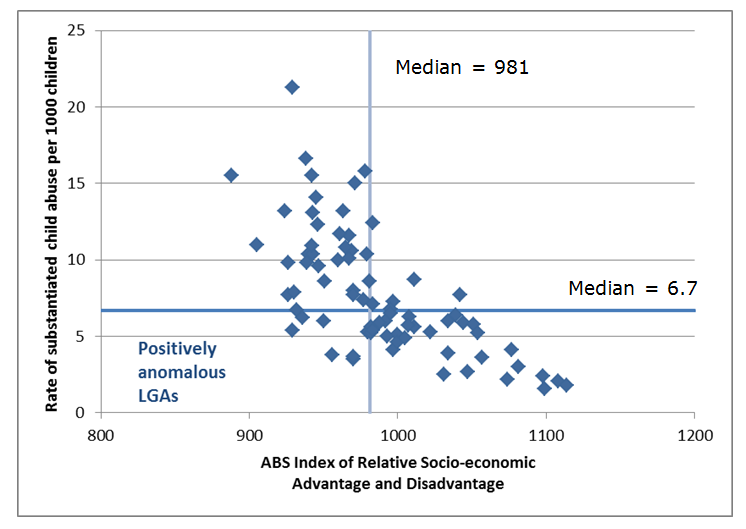 Rate of substantiated child abuse per 1000 children
25
20
15
10
5
0
Median = 981
Median = 6.7
Positively
anomalous
LGAs
800
900
1000
1100
1200
ABS Index of Relative Socio-economic
Advantage and Disadvantage